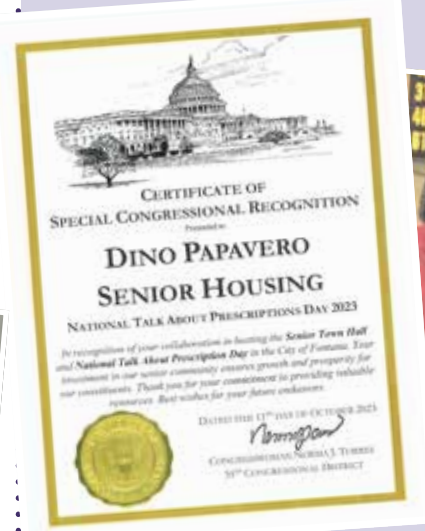 CERTIFICATE OF
SPECIAL CONGRESSIONAL RECOGNITION
Presented to
DINO PAPAVERO
SENIOR HOUSING
NATIONAL TALK ABOUT PRESCRIPTIONS DAY 2023
In recognition of your collaboration in hosting the Senior Town Hall
and National Talk About Prescription Day in the City of Fontana. Your
investment in our senior community ensures growth and prosperity for
our constituents. Thank you for your commitment to providing valuable
resources. Best wishes for your future endeavors.
DATED THIS 17TH DAY OF OCTOBER 2023
CONGRESSWOMAN NORMA J. TORRES
35TH CONGRESSIONAL DISTRICT